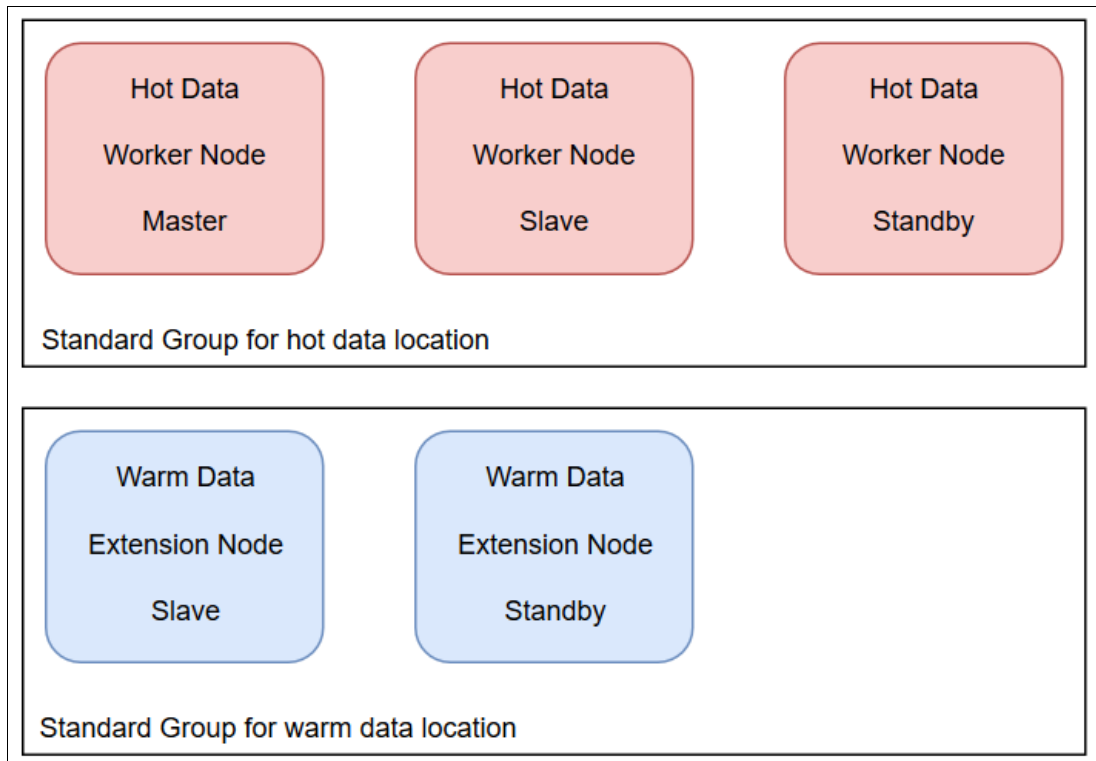 Hot Data
Worker Node
Master
Hot Data
Worker Node
Slave
Hot Data
Worker Node
Standby
Standard Group for hot data location
Warm Data
Extension Node
Slave
Warm Data
Extension Node
Standby
Standard Group for warm data location